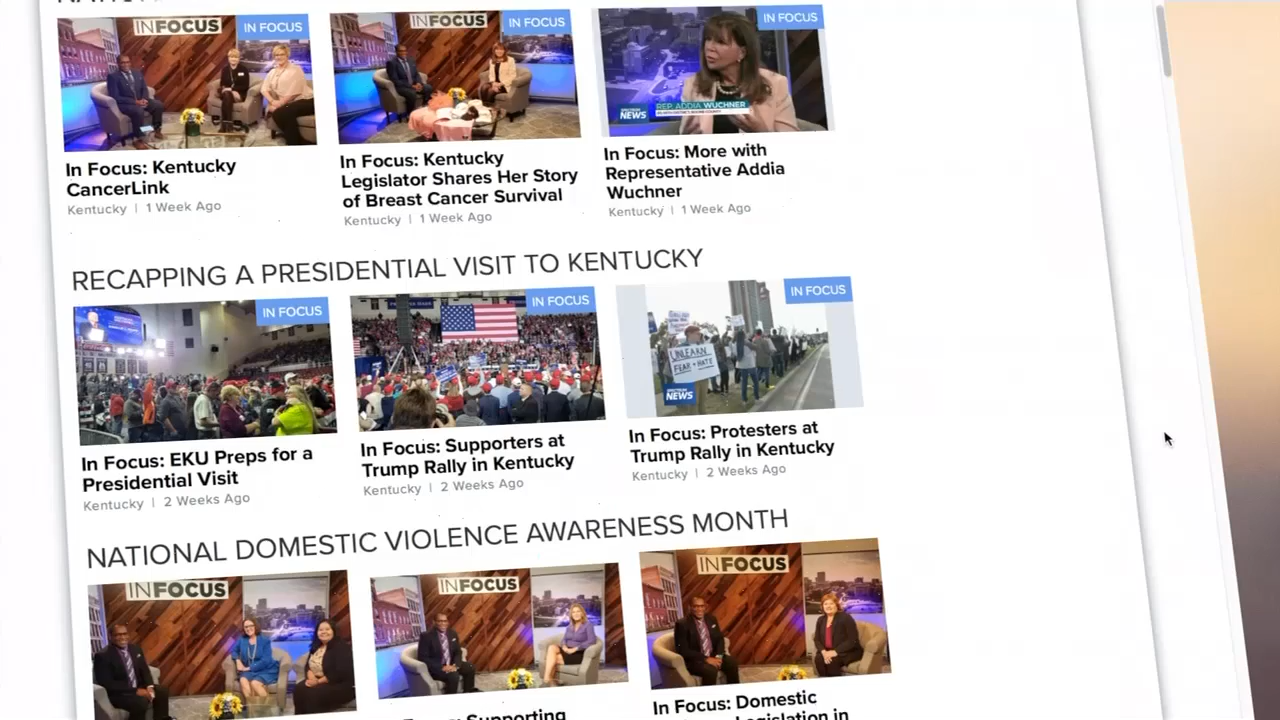 INFOCUS
IN FOCUS
INFOCUS
IN FOCUS
IN FOCUS
REP. ADDIA WUCHNER
NEWS
In Focus: Kentucky
CancerLink
Kentucky | 1 Week Ago
In Focus: Kentucky
Legislator Shares Her Story
of Breast Cancer Survival
Kentucky | 1 Week Ago
In Focus: More with
Representative Addia
Wuchner
Kentucky | 1 Week Ago
RECAPPING A PRESIDENTIAL VISIT TO KENTUCKY
IN FOCUS
IN FOCUS
IN FOCUS
UNLEARN
FEAR + HATE
NEWS
In Focus: EKU Preps for a
Presidential Visit
Kentucky | 2 Weeks Ago
In Focus: Supporters at
Trump Rally in Kentucky
Kentucky | 2 Weeks Ago
In Focus: Protesters at
Trump Rally in Kentucky
Kentucky | 2 Weeks Ago
NATIONAL DOMESTIC VIOLENCE AWARENESS MONTH
INFOCUS
INFOCUS
INFOCUS
Supporting
In Focus: Domestic
Legislation in